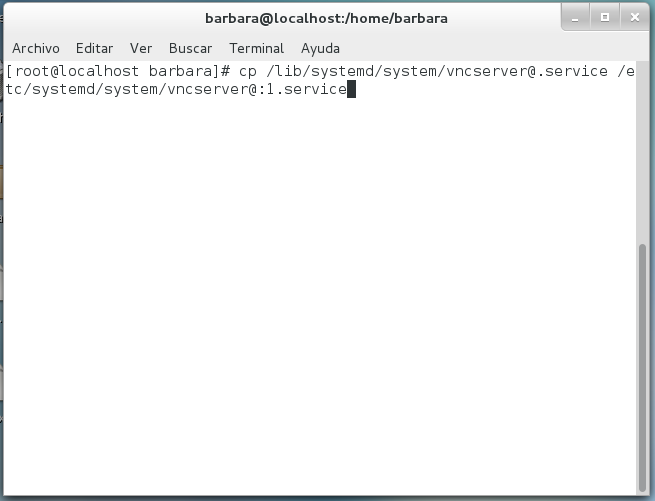 barbara@localhost:/home/barbara
Archivo Editar Ver Buscar Terminal Ayuda
[root@localhost barbara]# cp /lib/systemd/system/vncserver@.service /e
tc/systemd/system/vncserver@:1.service